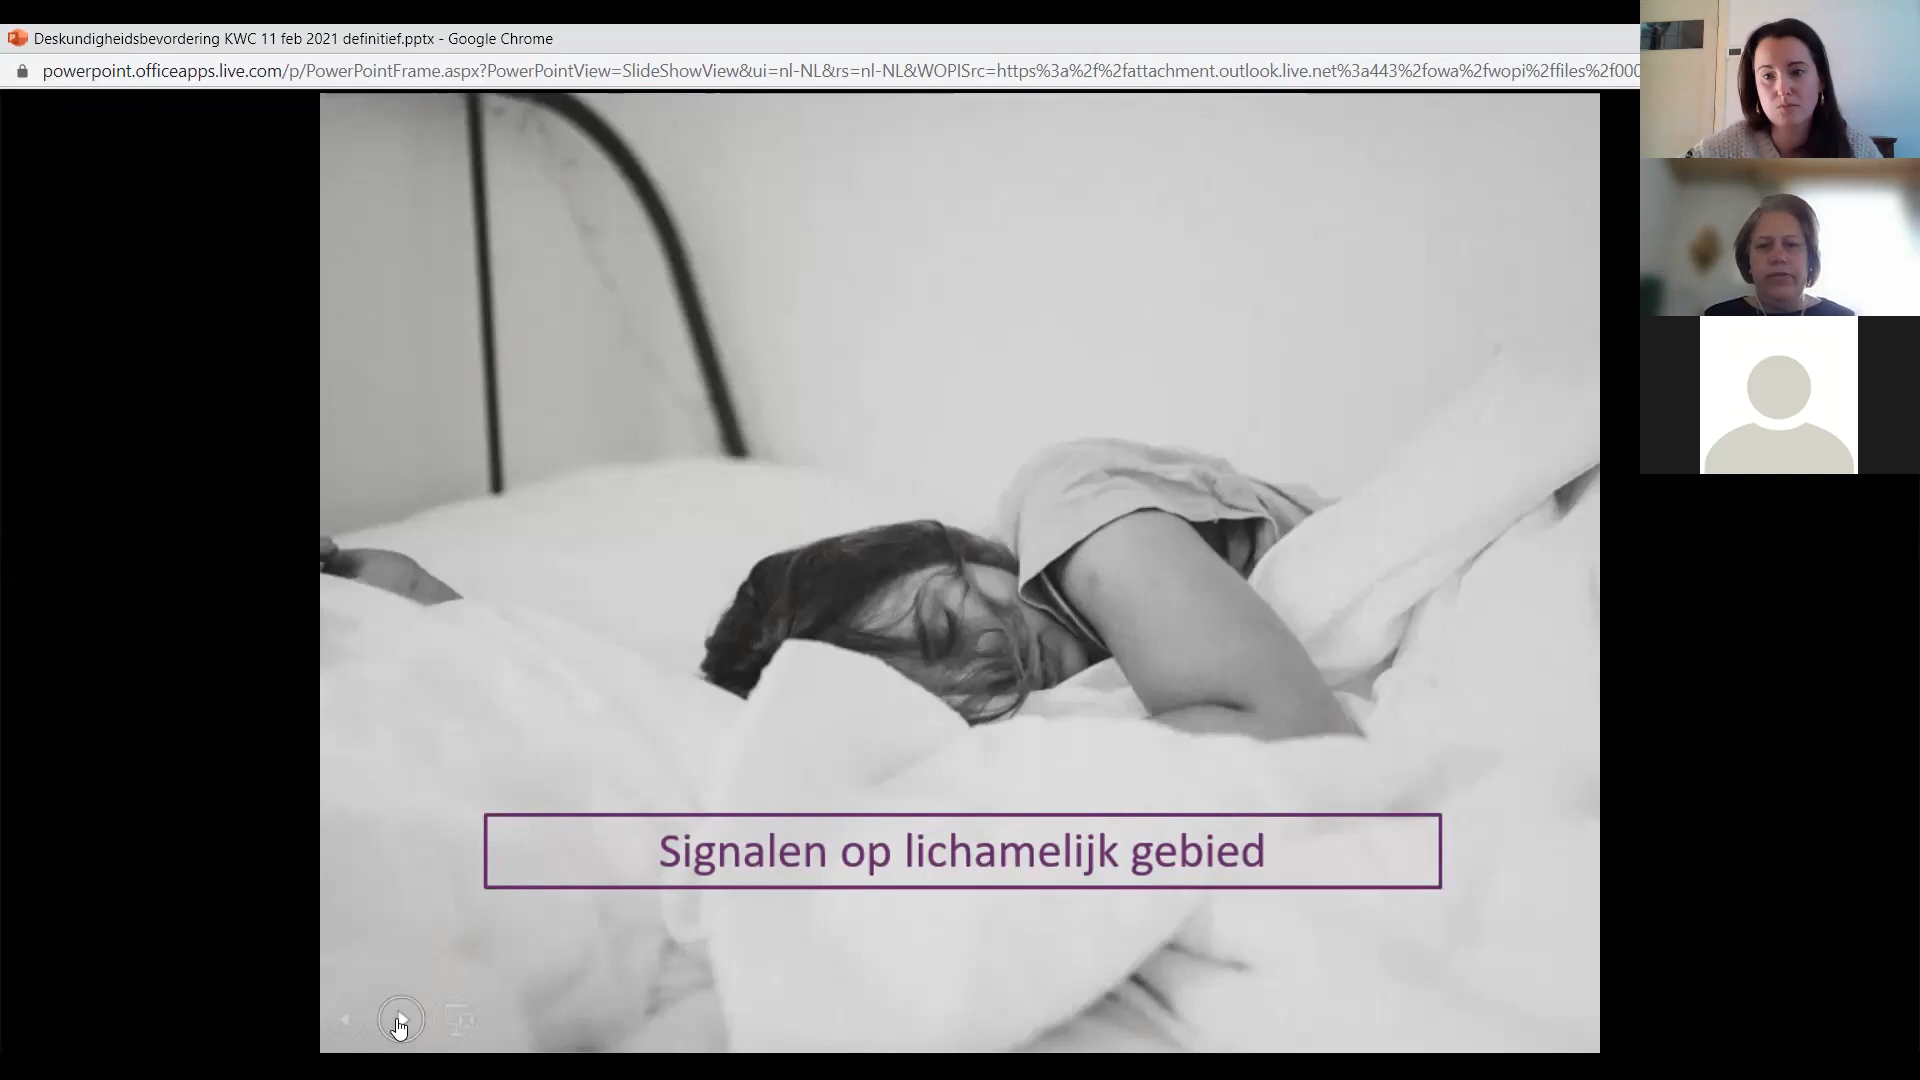 Deskundigheidsbevordering KWC 11 feb 2021 definitief.pptx - Google Chrome
powerpoint.officeapps.live.com/p/PowerPointFrame.aspx?PowerPointView=SlideShowView&ui=nl-NL&rs=nl-NL&WOPISrc=https%3a%2f%2fattachment.outlook.live.net%3a443%2fowa%2fwopi%2ffiles%2f000
Signalen op lichamelijk gebied